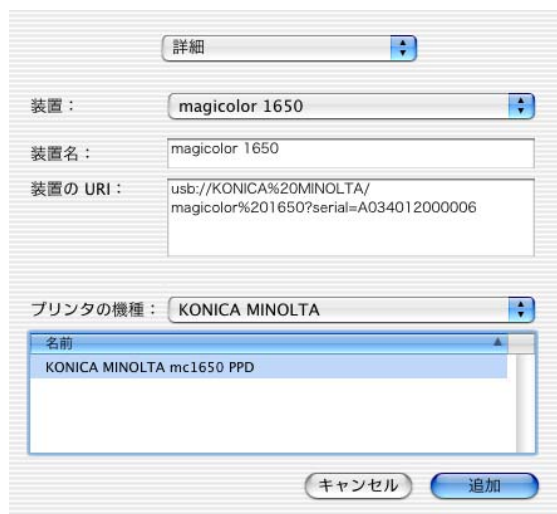 詳細
装置： magicolor 1650
装置名： magicolor 1650
装置の URI： usb://KONICA%20MINOLTA/
magicolor%201650?serial=A034012000006
プリンタの機種： KONICA MINOLTA
名前
KONICA MINOLTA mc1650 PPD
キャンセル 追加